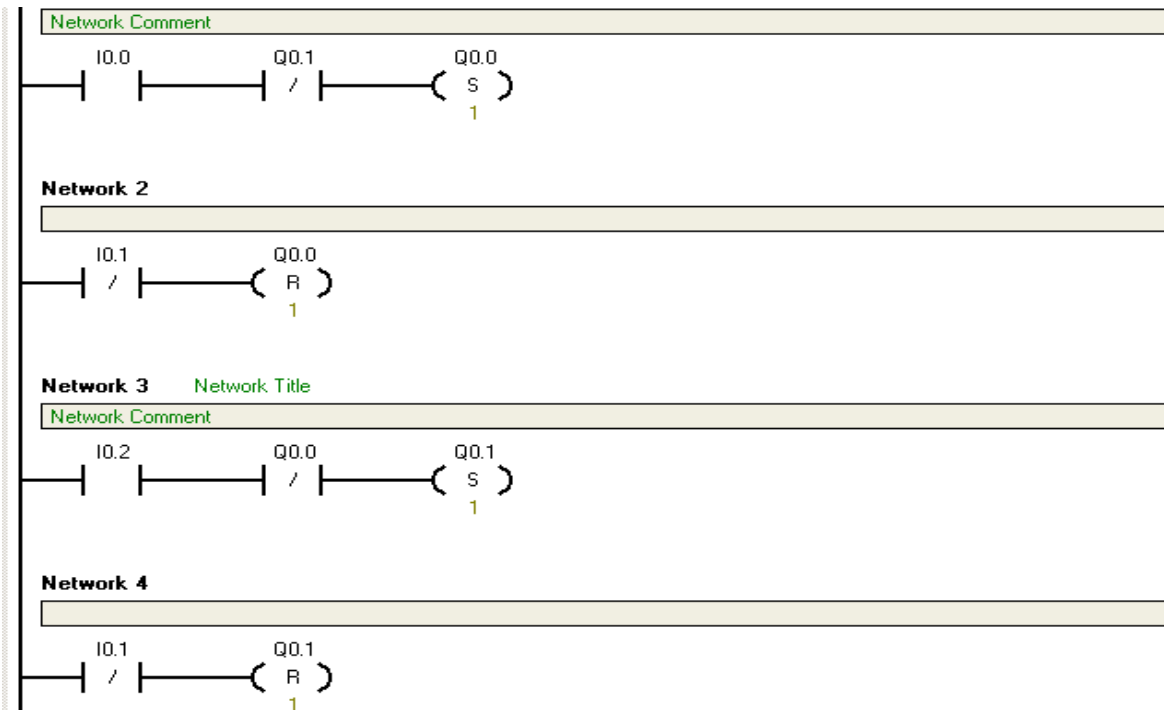 Network Comment
I0.0 Q0.1 Q0.0
/ S
1
Network 2
I0.1 Q0.0
/ R
1
Network 3 Network Title
Network Comment
I0.2 Q0.0 Q0.1
/ S
1
Network 4
I0.1 Q0.1
/ R
1